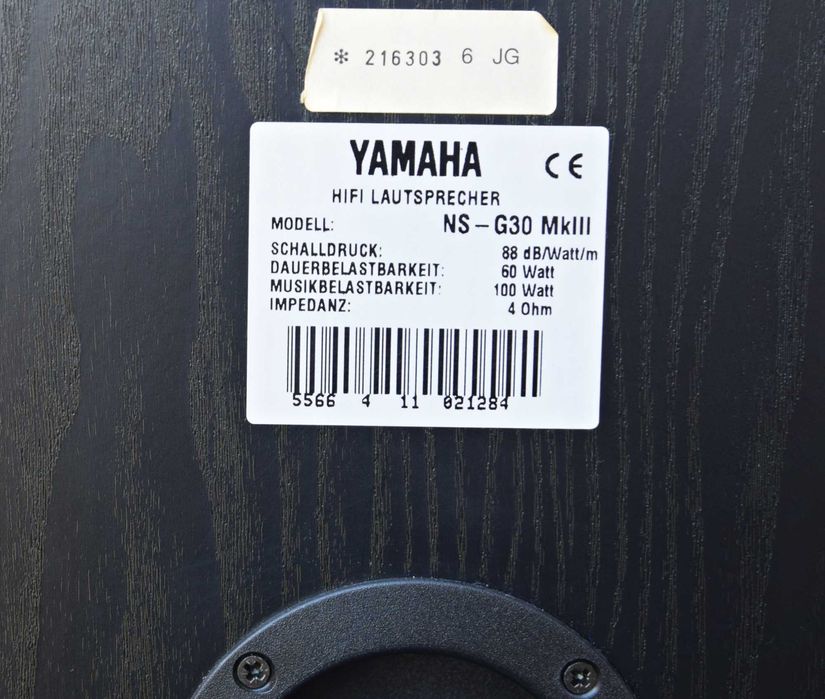 * 216303 6 JG
YAMAHA CE
HIFI LAUTSPRECHER
MODELL: NS-G30 MkIII
SCHALLDRUCK: 88 dB/Watt/m
DAUERBELASTBARKEIT: 60 Watt
MUSIKBELASTBARKEIT: 100 Watt
IMPEDANZ: 4 Ohm
5566 4 11 021284